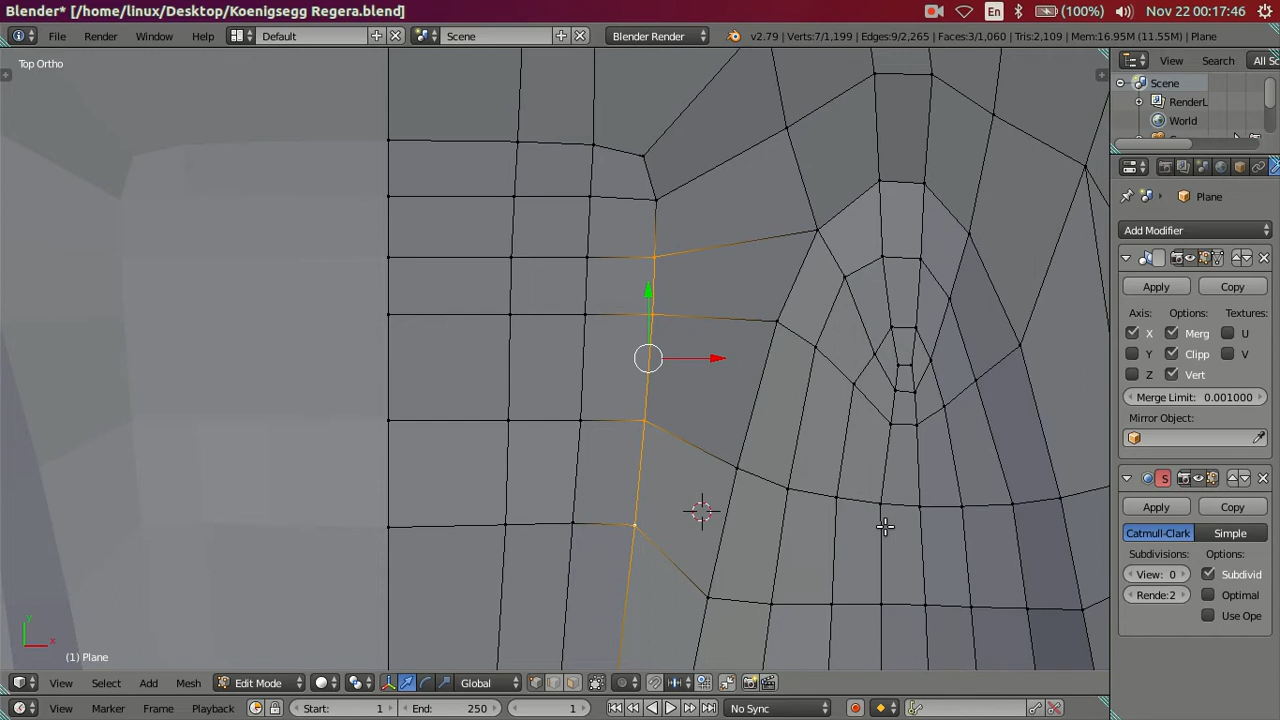 Blender* [/home/linux/Desktop/Koenigsegg Regera.blend]
En
(100%)
Nov 22 00:17:46
File
Render
Window
Help
Default
Scene
Blender Render
v2.79 | Verts:7/1,199 | Edges:9/2,265 | Faces:3/1,060 | Tris:2,109 | Mem:16.95M (11.55M) | Plane
Top Ortho
View
Search
All Sc
Scene
RenderL
World
Plane
Add Modifier
Apply
Copy
Axis:
Options:
Textures:
X
Merg
U
Y
Clipp
V
Z
Vert
Merge Limit: 0.001000
Mirror Object:
S
Apply
Copy
Catmull-Clark
Simple
Subdivisions:
Options:
View: 0
Subdivid
Rende:2
Optimal
Use Ope
y
x
(1) Plane
View
Select
Add
Mesh
Edit Mode
Global
View
Marker
Frame
Playback
Start: 1
End: 250
1
No Sync